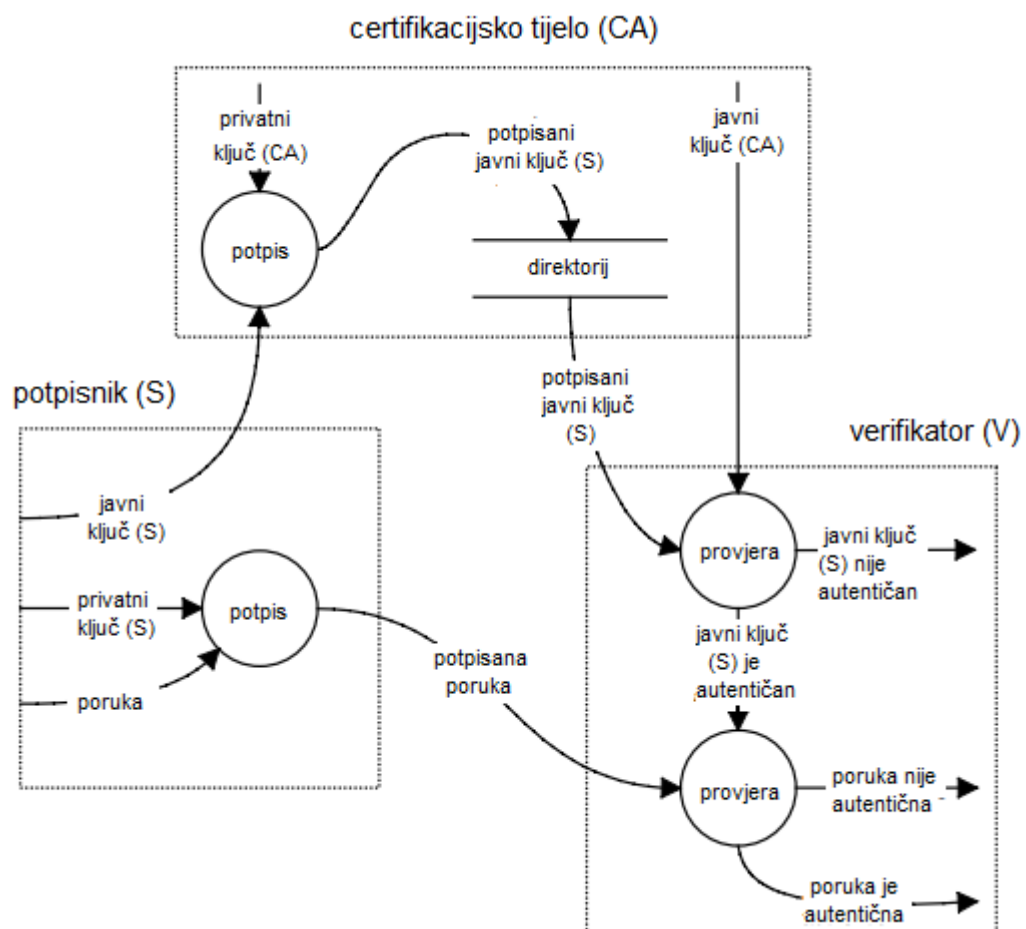 certifikacijsko tijelo (CA)
privatni
ključ (CA)
potpisani
javni ključ (S)
javni
ključ (CA)
potpis
direktorij
potpisnik (S)
potpisani
javni ključ
(S)
verifikator (V)
javni
ključ (S)
provjera
javni ključ
(S) nije
autentičan
privatni
ključ (S)
potpis
javni ključ
(S) je
autentičan
potpisana
poruka
poruka
provjera
poruka nije
autentična
poruka je
autentična